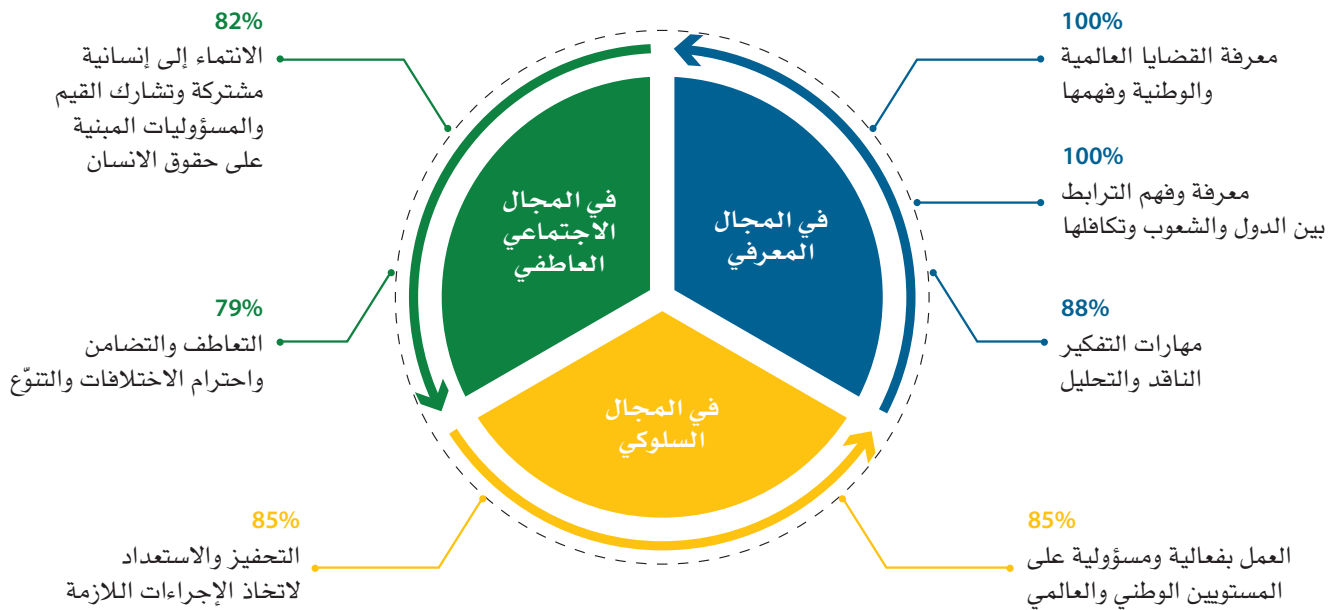 100%
معرفة القضايا العالمية
والوطنية وفهمها
100%
معرفة وفهم الترابط
بين الدول والشعوب وتكافلها
88%
مهارات التفكير
الناقد والتحليل
في المجال
المعرفي
82%
الانتماء إلى إنسانية
مشتركة وتشارك القيم
والمسؤوليات المبنية
على حقوق الانسان
79%
التعاطف والتضامن
واحترام الاختلافات والتنوّع
في المجال
الاجتماعي
العاطفي
في المجال
السلوكي
85%
العمل بفعالية ومسؤولية على
المستويين الوطني والعالمي
85%
التحفيز والاستعداد
لاتخاذ الإجراءات اللازمة